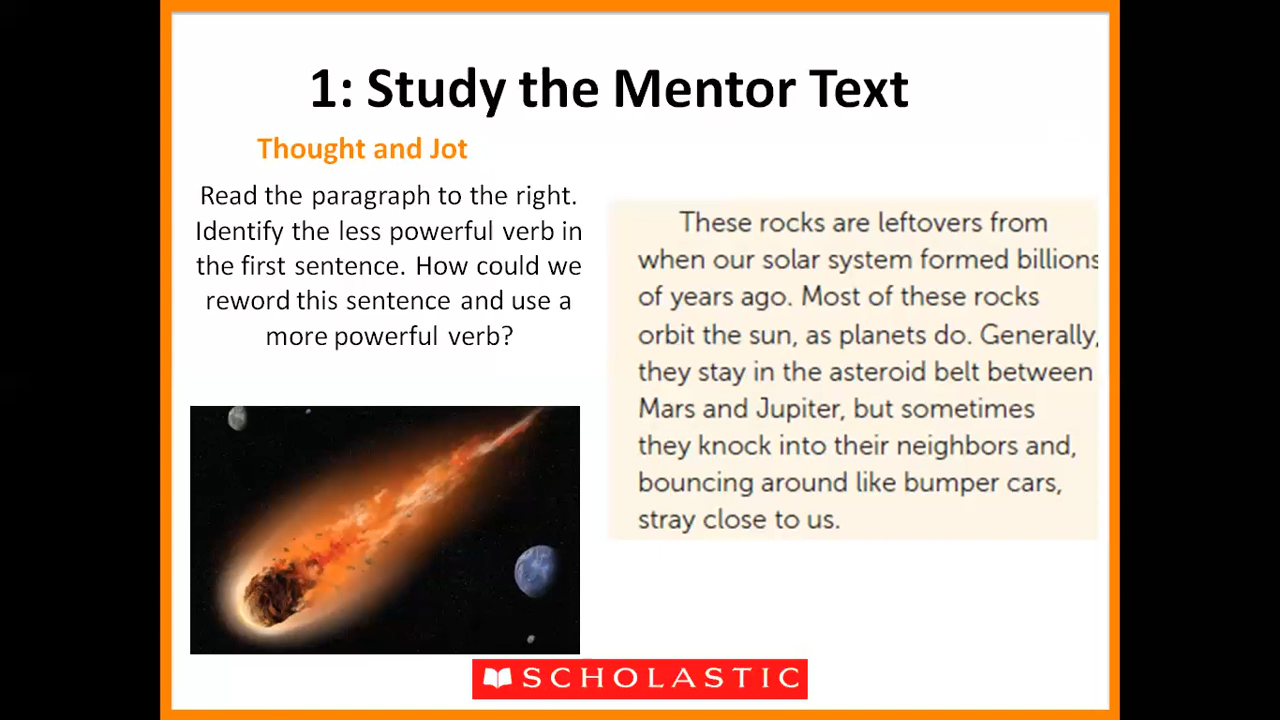 1: Study the Mentor Text
Thought and Jot
Read the paragraph to the right.
Identify the less powerful verb in
the first sentence. How could we
reword this sentence and use a
more powerful verb?
These rocks are leftovers from
when our solar system formed billions
of years ago. Most of these rocks
orbit the sun, as planets do. Generally,
they stay in the asteroid belt between
Mars and Jupiter, but sometimes
they knock into their neighbors and,
bouncing around like bumper cars,
stray close to us.
SCHOLASTIC